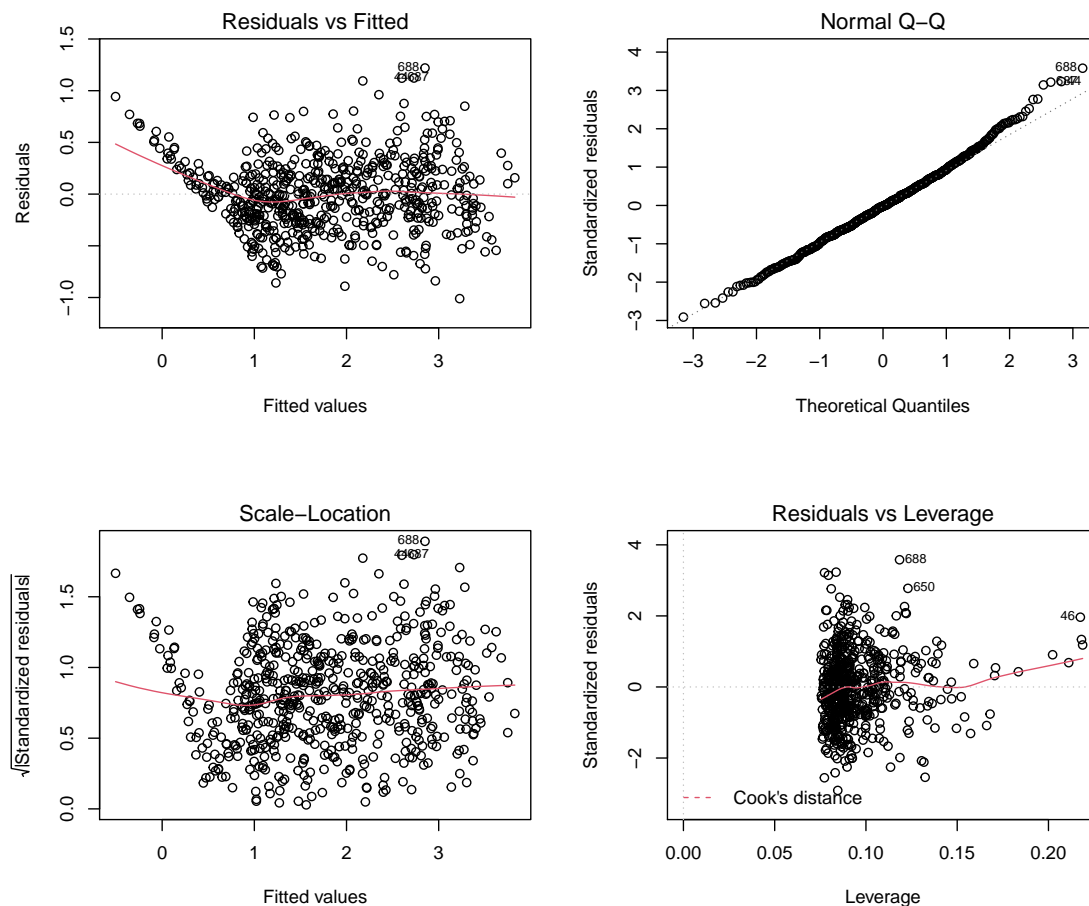 Residuals vs Fitted
Residuals
1.5
1.0
0.5
0.0
−1.0
688
0 1 2 3
Fitted values
Normal Q−Q
Standardized residuals
4
3
2
1
0
−1
−2
−3
688
−3 −2 −1 0 1 2 3
Theoretical Quantiles
Scale−Location
√|Standardized residuals|
1.5
1.0
0.5
0.0
688
0 1 2 3
Fitted values
Residuals vs Leverage
Standardized residuals
4
2
0
−2
688
650
46
Cook's distance
0.00 0.05 0.10 0.15 0.20
Leverage